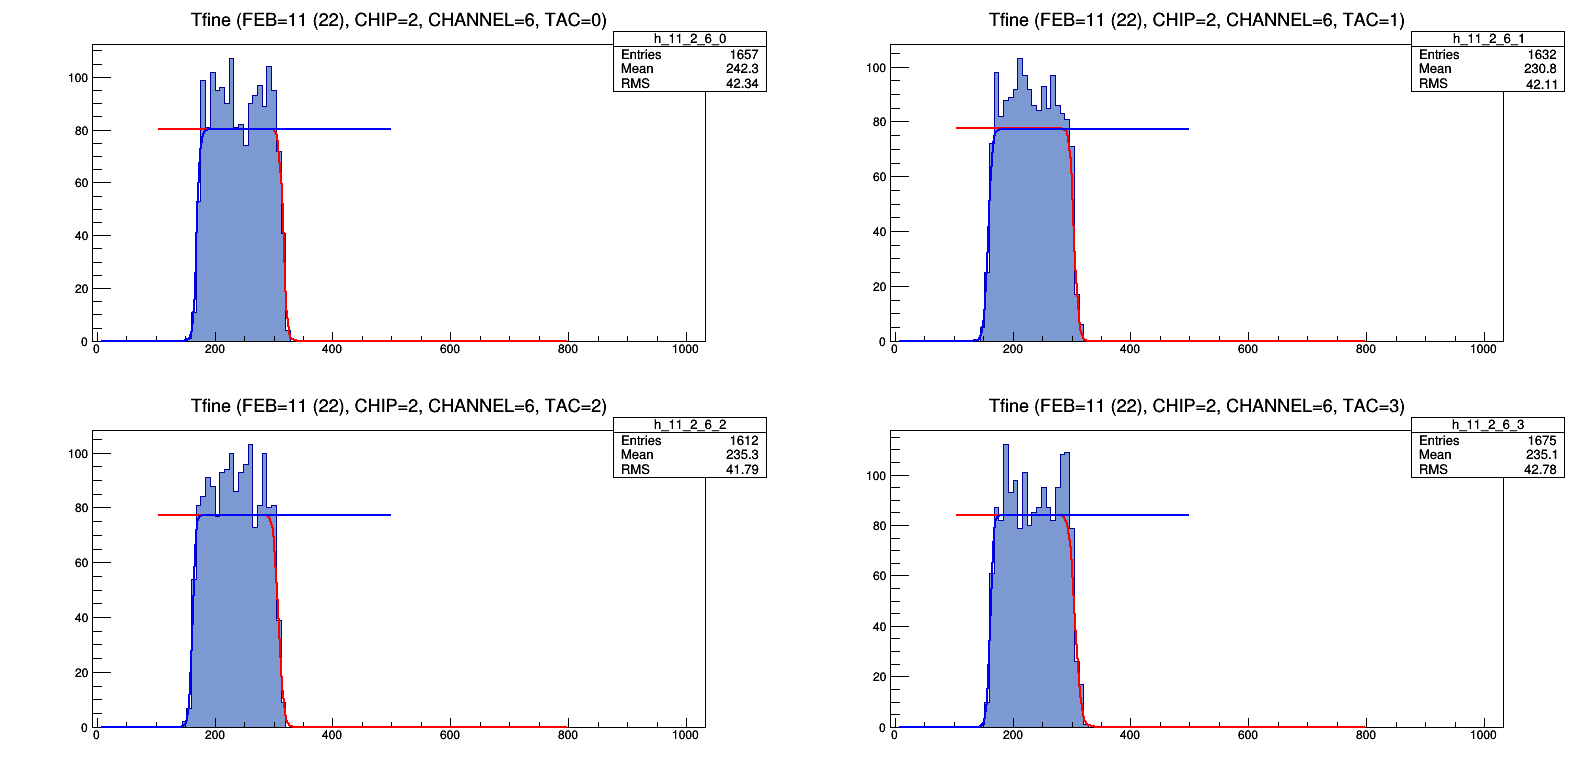 Tfine (FEB=11 (22), CHIP=2, CHANNEL=6, TAC=0)
h_11_2_6_0
Entries 1657
Mean 242.3
RMS 42.34
100
80
60
40
20
0
0 200 400 600 800 1000
Tfine (FEB=11 (22), CHIP=2, CHANNEL=6, TAC=1)
h_11_2_6_1
Entries 1632
Mean 230.8
RMS 42.11
100
80
60
40
20
0
0 200 400 600 800 1000
Tfine (FEB=11 (22), CHIP=2, CHANNEL=6, TAC=2)
h_11_2_6_2
Entries 1612
Mean 235.3
RMS 41.79
100
80
60
40
20
0
0 200 400 600 800 1000
Tfine (FEB=11 (22), CHIP=2, CHANNEL=6, TAC=3)
h_11_2_6_3
Entries 1675
Mean 235.1
RMS 42.78
100
80
60
40
20
0
0 200 400 600 800 1000